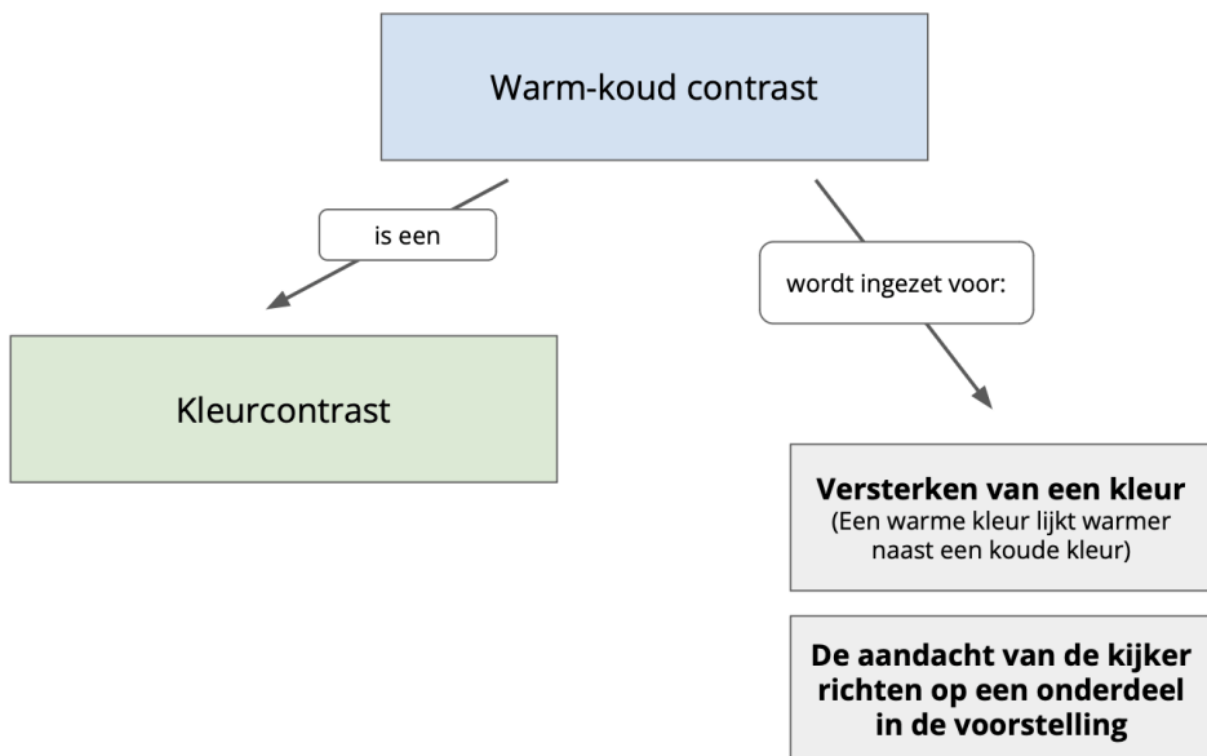 Warm-koud contrast
is een
wordt ingezet voor:
Kleurcontrast
Versterken van een kleur
(Een warme kleur lijkt warmer
naast een koude kleur)
De aandacht van de kijker
richten op een onderdeel
in de voorstelling